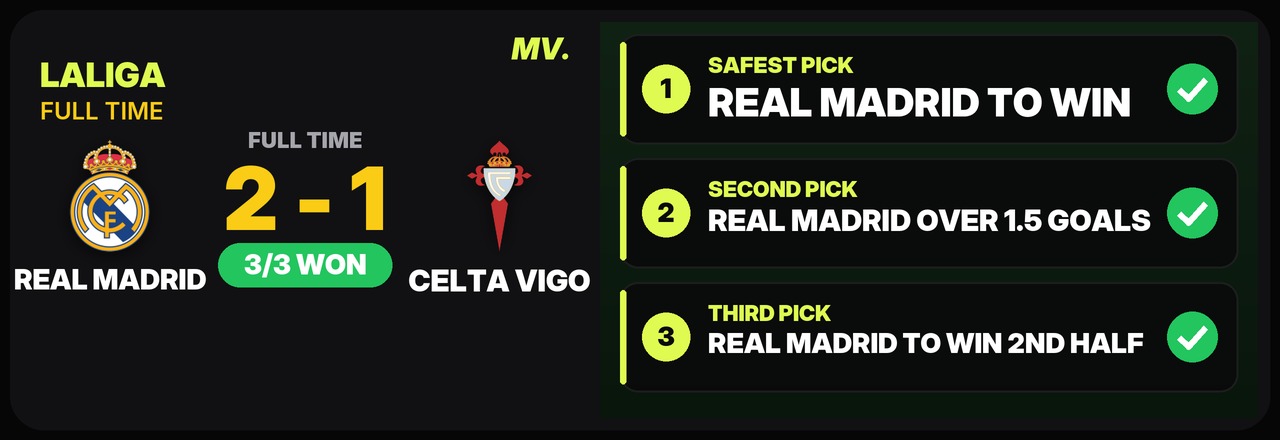 MV.
LALIGA
FULL TIME
FULL TIME
2 - 1
3/3 WON
REAL MADRID
CELTA VIGO
1
SAFEST PICK
REAL MADRID TO WIN
2
SECOND PICK
REAL MADRID OVER 1.5 GOALS
3
THIRD PICK
REAL MADRID TO WIN 2ND HALF